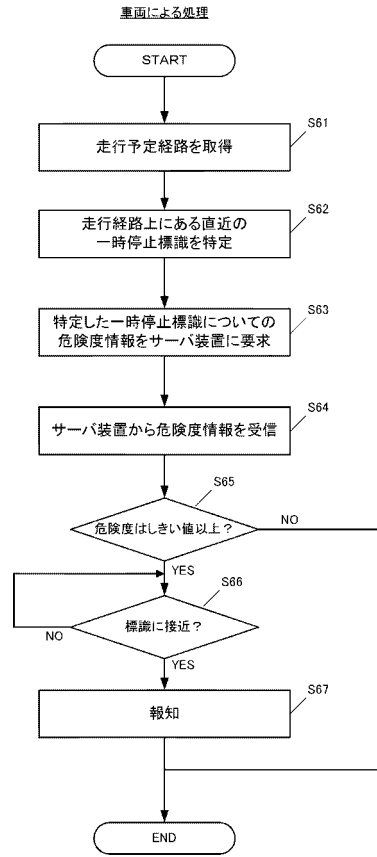 車両による処理
START
S61
走行予定経路を取得
S62
走行経路上にある直近の
一時停止標識を特定
S63
特定した一時停止標識についての
危険度情報をサーバ装置に要求
S64
サーバ装置から危険度情報を受信
S65
危険度はしきい値以上?
NO
YES
S66
標識に接近?
NO
YES
S67
報知
END